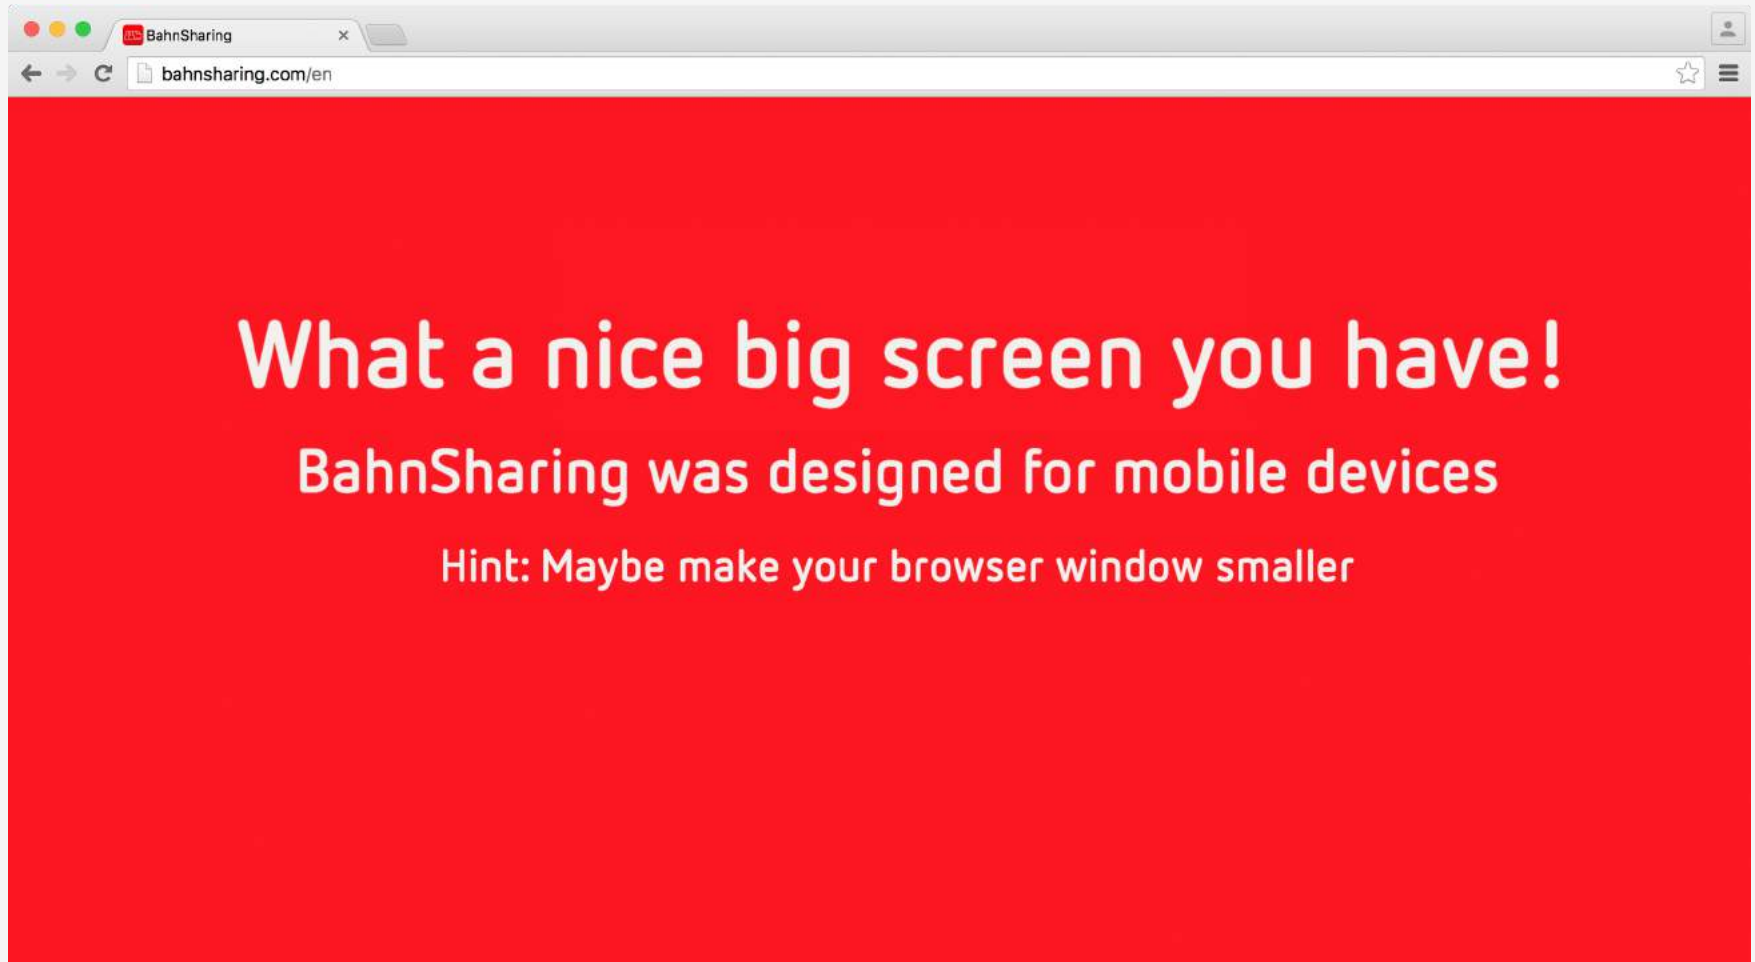 BahnSharing
bahnsharing.com/en
What a nice big screen you have!
BahnSharing was designed for mobile devices
Hint: Maybe make your browser window smaller